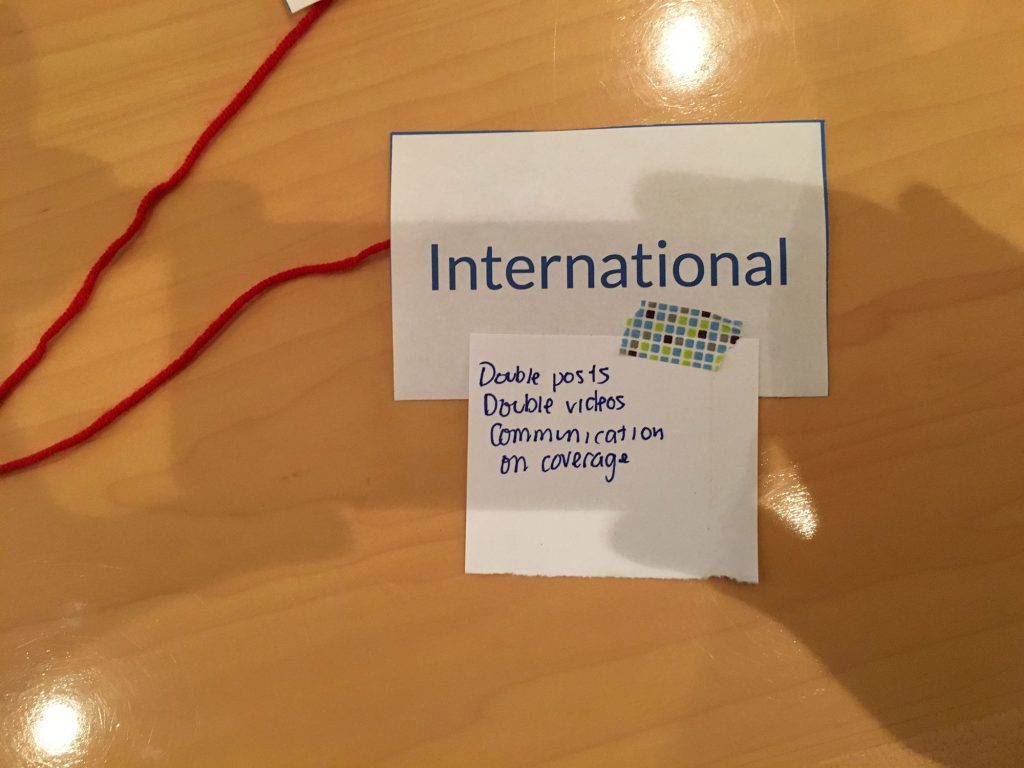 International
Double posts
Double videos
Communication
on coverage